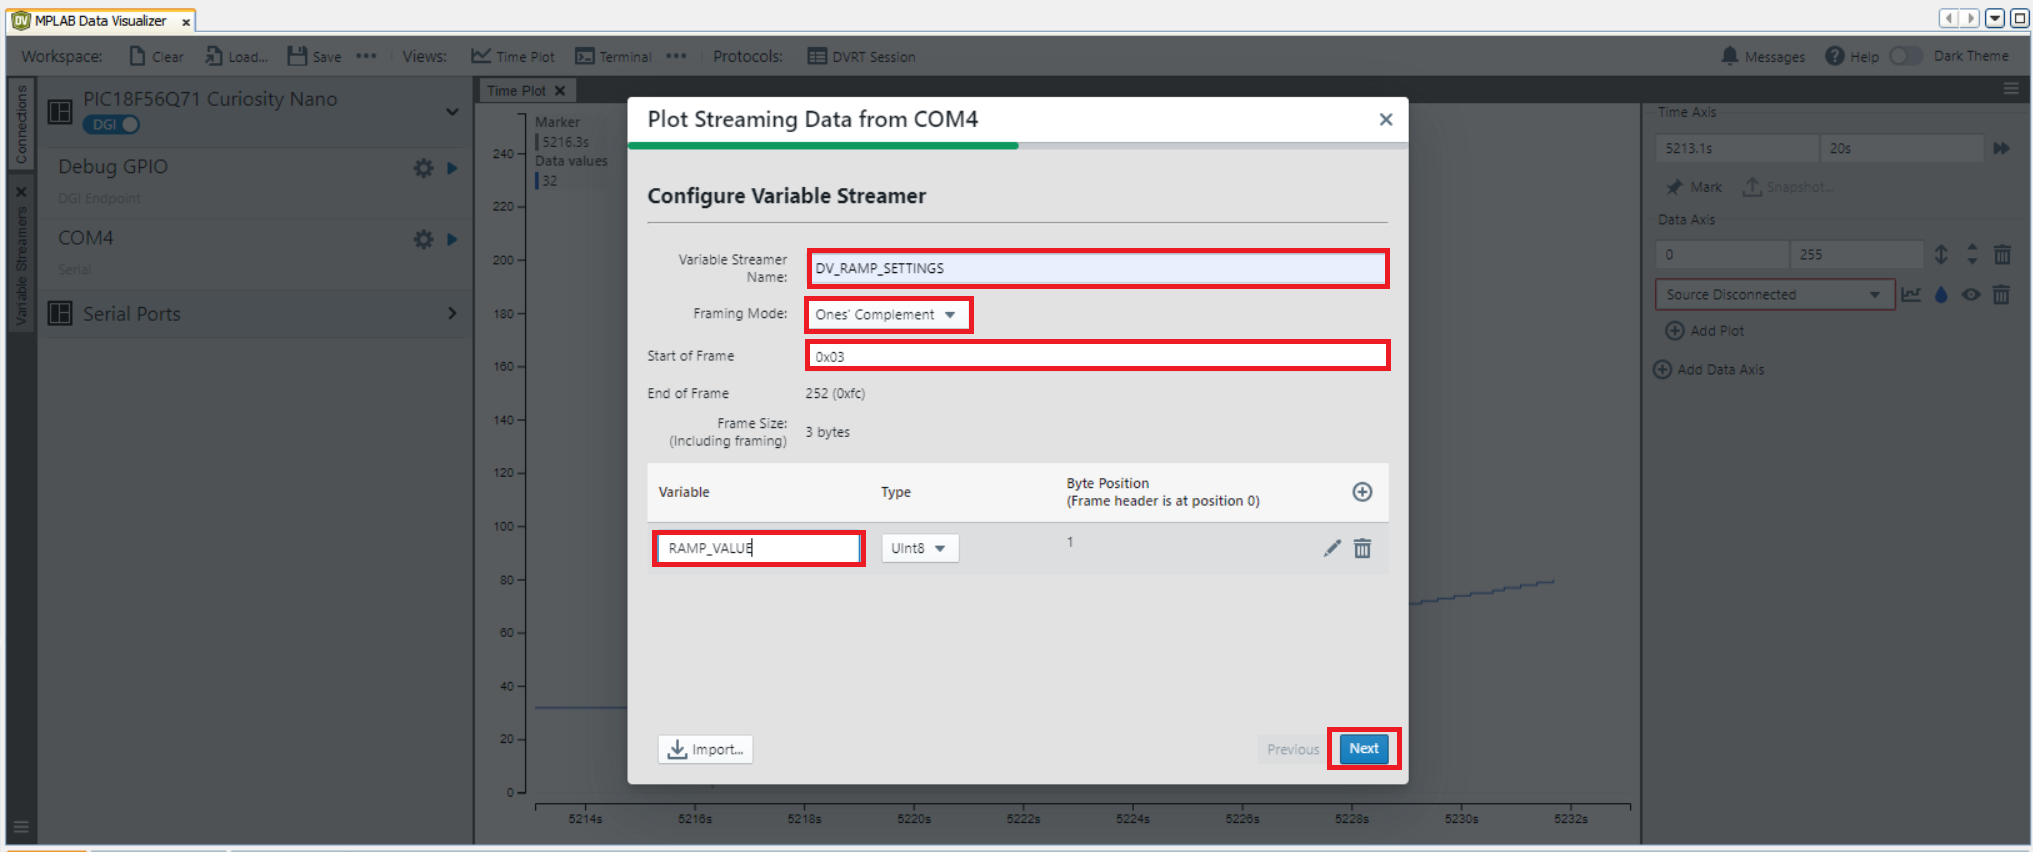 MPLAB Data Visualizer
Workspace: Clear Load... Save ••• Views: Time Plot Terminal ••• Protocols: DVRT Session Messages Help Dark Theme
Connections
Variable Streamers
PIC18F56Q71 Curiosity Nano
DGI
Debug GPIO
DGI Endpoint
COM4
Serial
Serial Ports
Time Plot
Marker
5216.3s
Data values
32
240
220
200
180
160
140
120
100
80
60
40
20
0
5214s 5216s 5218s 5220s 5222s 5224s 5226s 5228s 5230s 5232s
Plot Streaming Data from COM4
Configure Variable Streamer
Variable Streamer
Name:
DV_RAMP_SETTINGS
Framing Mode: Ones' Complement
Start of Frame 0x03
End of Frame 252 (0xfc)
Frame Size:
(Including framing)
3 bytes
Variable Type Byte Position
(Frame header is at position 0)
RAMP_VALUE UInt8 1
Import... Previous Next
Time Axis
5213.1s 20s
Mark Snapshot...
Data Axis
0 255
Source Disconnected
Add Plot
Add Data Axis